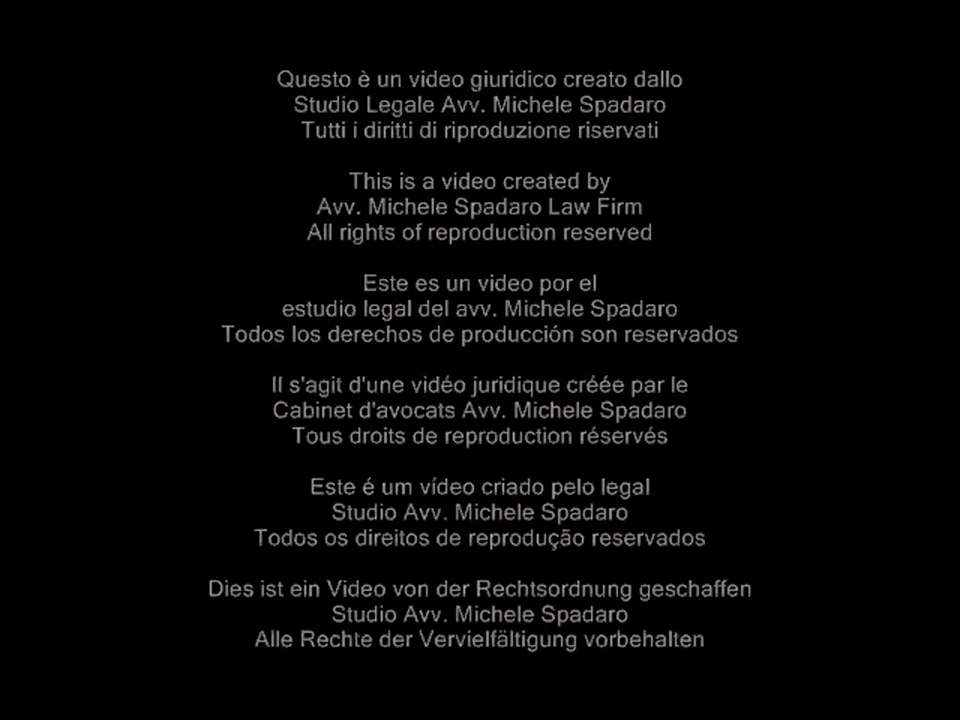 Questo è un video giuridico creato dallo
Studio Legale Avv. Michele Spadaro
Tutti i diritti di riproduzione riservati
This is a video created by
Avv. Michele Spadaro Law Firm
All rights of reproduction reserved
Este es un video por el
estudio legal del avv. Michele Spadaro
Todos los derechos de producción son reservados
Il s'agit d'une vidéo juridique créée par le
Cabinet d'avocats Avv. Michele Spadaro
Tous droits de reproduction réservés
Este é um vídeo criado pelo legal
Studio Avv. Michele Spadaro
Todos os direitos de reprodução reservados
Dies ist ein Video von der Rechtsordnung geschaffen
Studio Avv. Michele Spadaro
Alle Rechte der Vervielfältigung vorbehalten